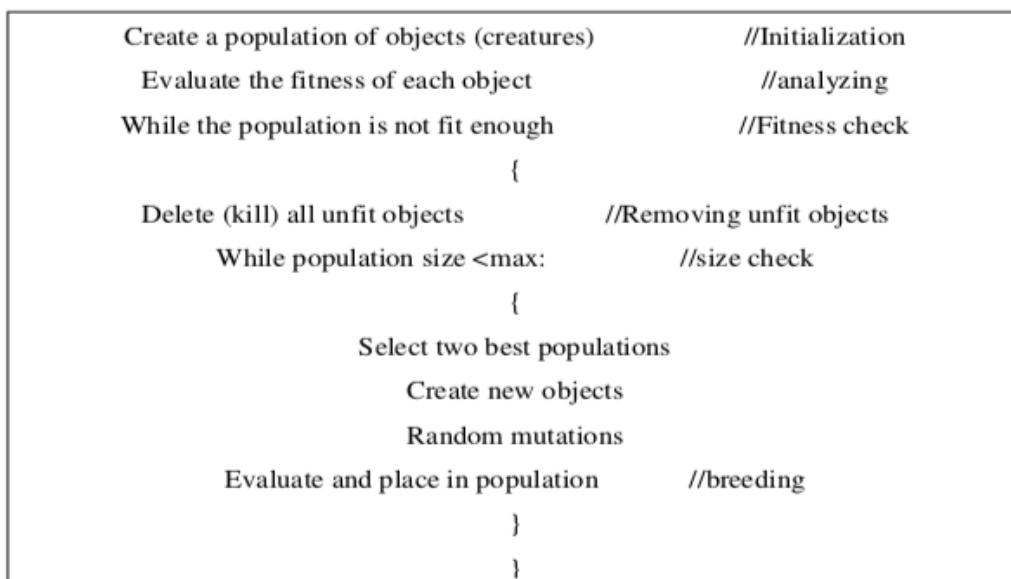 Create a population of objects (creatures) //Initialization
Evaluate the fitness of each object //analyzing
While the population is not fit enough //Fitness check
{
Delete (kill) all unfit objects //Removing unfit objects
While population size <max: //size check
{
Select two best populations
Create new objects
Random mutations
Evaluate and place in population //breeding
}
}